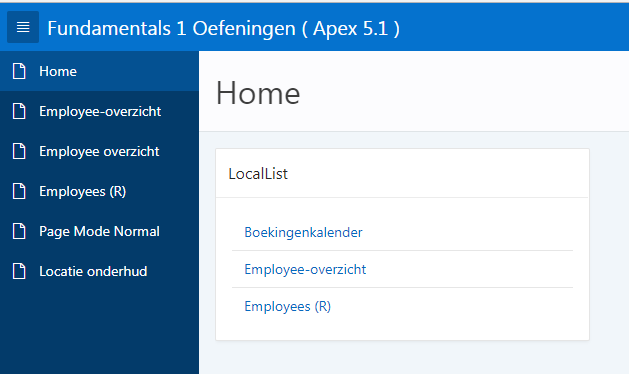 Fundamentals 1 Oefeningen ( Apex 5.1 )
Home
Employee-overzicht
Employee overzicht
Employees (R)
Page Mode Normal
Locatie onderhud
Home
LocalList
Boekingenkalender
Employee-overzicht
Employees (R)